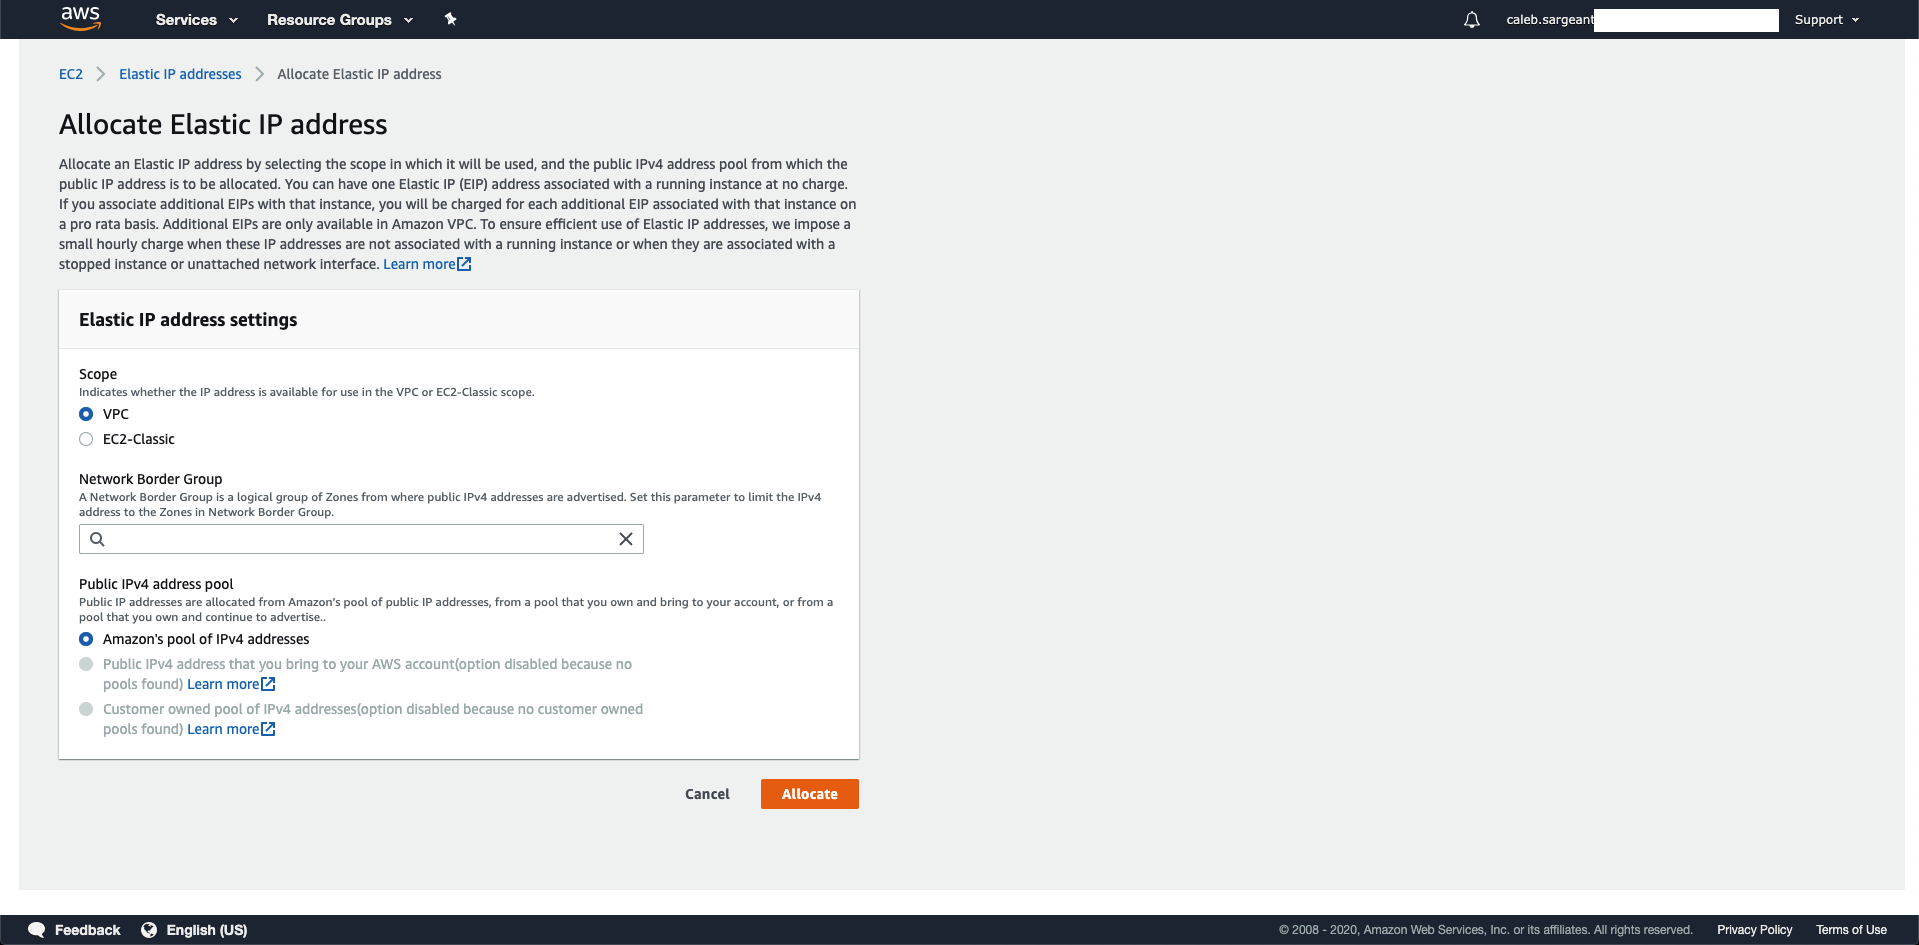 aws
Services
Resource Groups
caleb.sargeant
Support
EC2
Elastic IP addresses
Allocate Elastic IP address
Allocate Elastic IP address
Allocate an Elastic IP address by selecting the scope in which it will be used, and the public IPv4 address pool from which the
public IP address is to be allocated. You can have one Elastic IP (EIP) address associated with a running instance at no charge.
If you associate additional EIPs with that instance, you will be charged for each additional EIP associated with that instance on
a pro rata basis. Additional EIPs are only available in Amazon VPC. To ensure efficient use of Elastic IP addresses, we impose a
small hourly charge when these IP addresses are not associated with a running instance or when they are associated with a
stopped instance or unattached network interface. Learn more
Elastic IP address settings
Scope
Indicates whether the IP address is available for use in the VPC or EC2-Classic scope.
VPC
EC2-Classic
Network Border Group
A Network Border Group is a logical group of Zones from where public IPv4 addresses are advertised. Set this parameter to limit the IPv4
address to the Zones in Network Border Group.
Public IPv4 address pool
Public IP addresses are allocated from Amazon's pool of public IP addresses, from a pool that you own and bring to your account, or from a
pool that you own and continue to advertise..
Amazon's pool of IPv4 addresses
Public IPv4 address that you bring to your AWS account(option disabled because no
pools found) Learn more
Customer owned pool of IPv4 addresses(option disabled because no customer owned
pools found) Learn more
Cancel
Allocate
Feedback
English (US)
© 2008 - 2020, Amazon Web Services, Inc. or its affiliates. All rights reserved.
Privacy Policy
Terms of Use